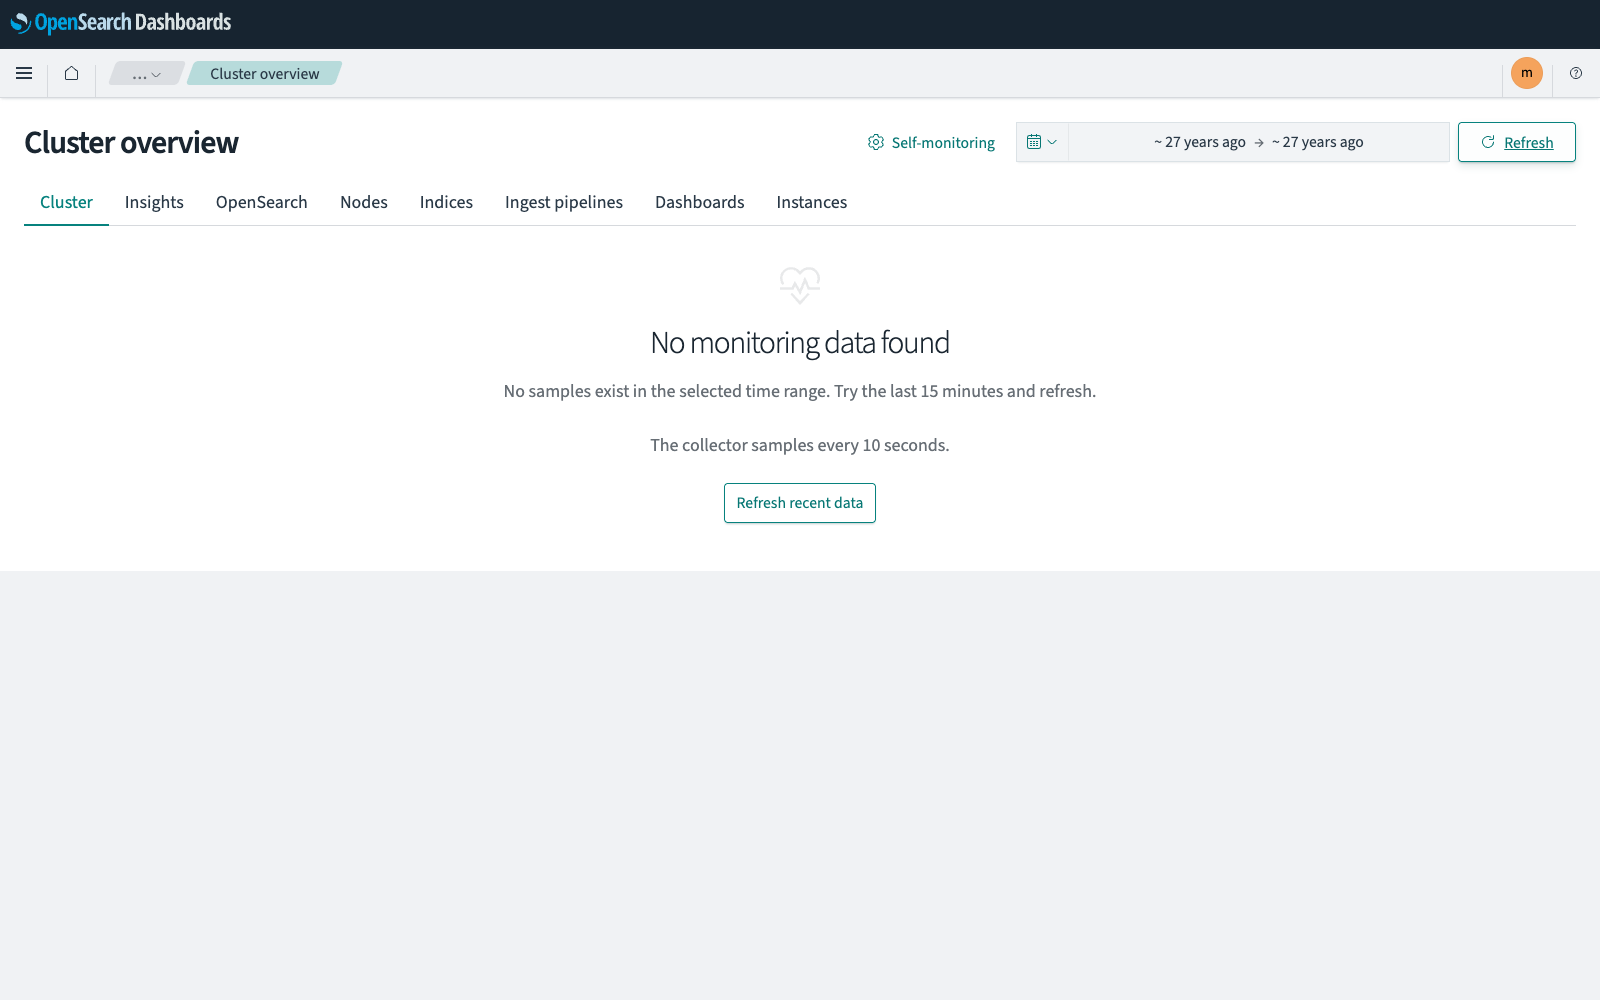 OpenSearch Dashboards
... Cluster overview m
Cluster overview
Self-monitoring
~ 27 years ago → ~ 27 years ago
Refresh
Cluster Insights OpenSearch Nodes Indices Ingest pipelines Dashboards Instances
No monitoring data found
No samples exist in the selected time range. Try the last 15 minutes and refresh.
The collector samples every 10 seconds.
Refresh recent data